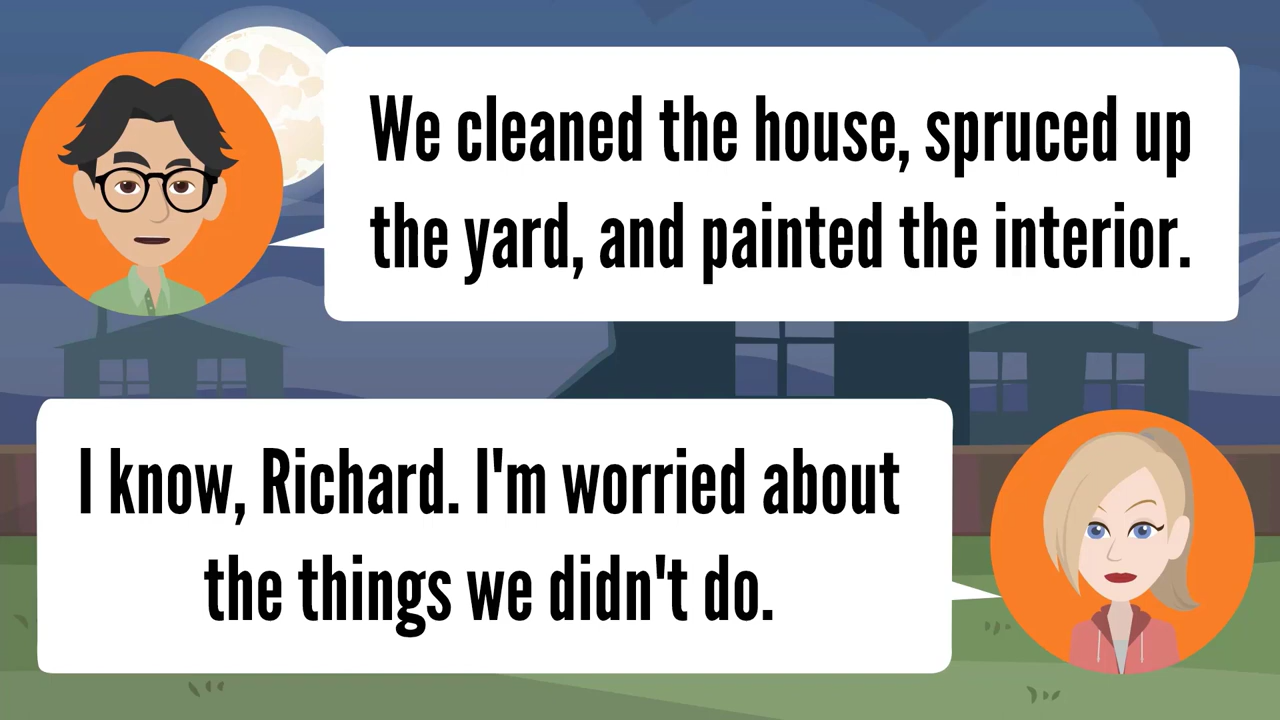 We cleaned the house, spruced up
the yard, and painted the interior.
I know, Richard. I'm worried about
the things we didn't do.